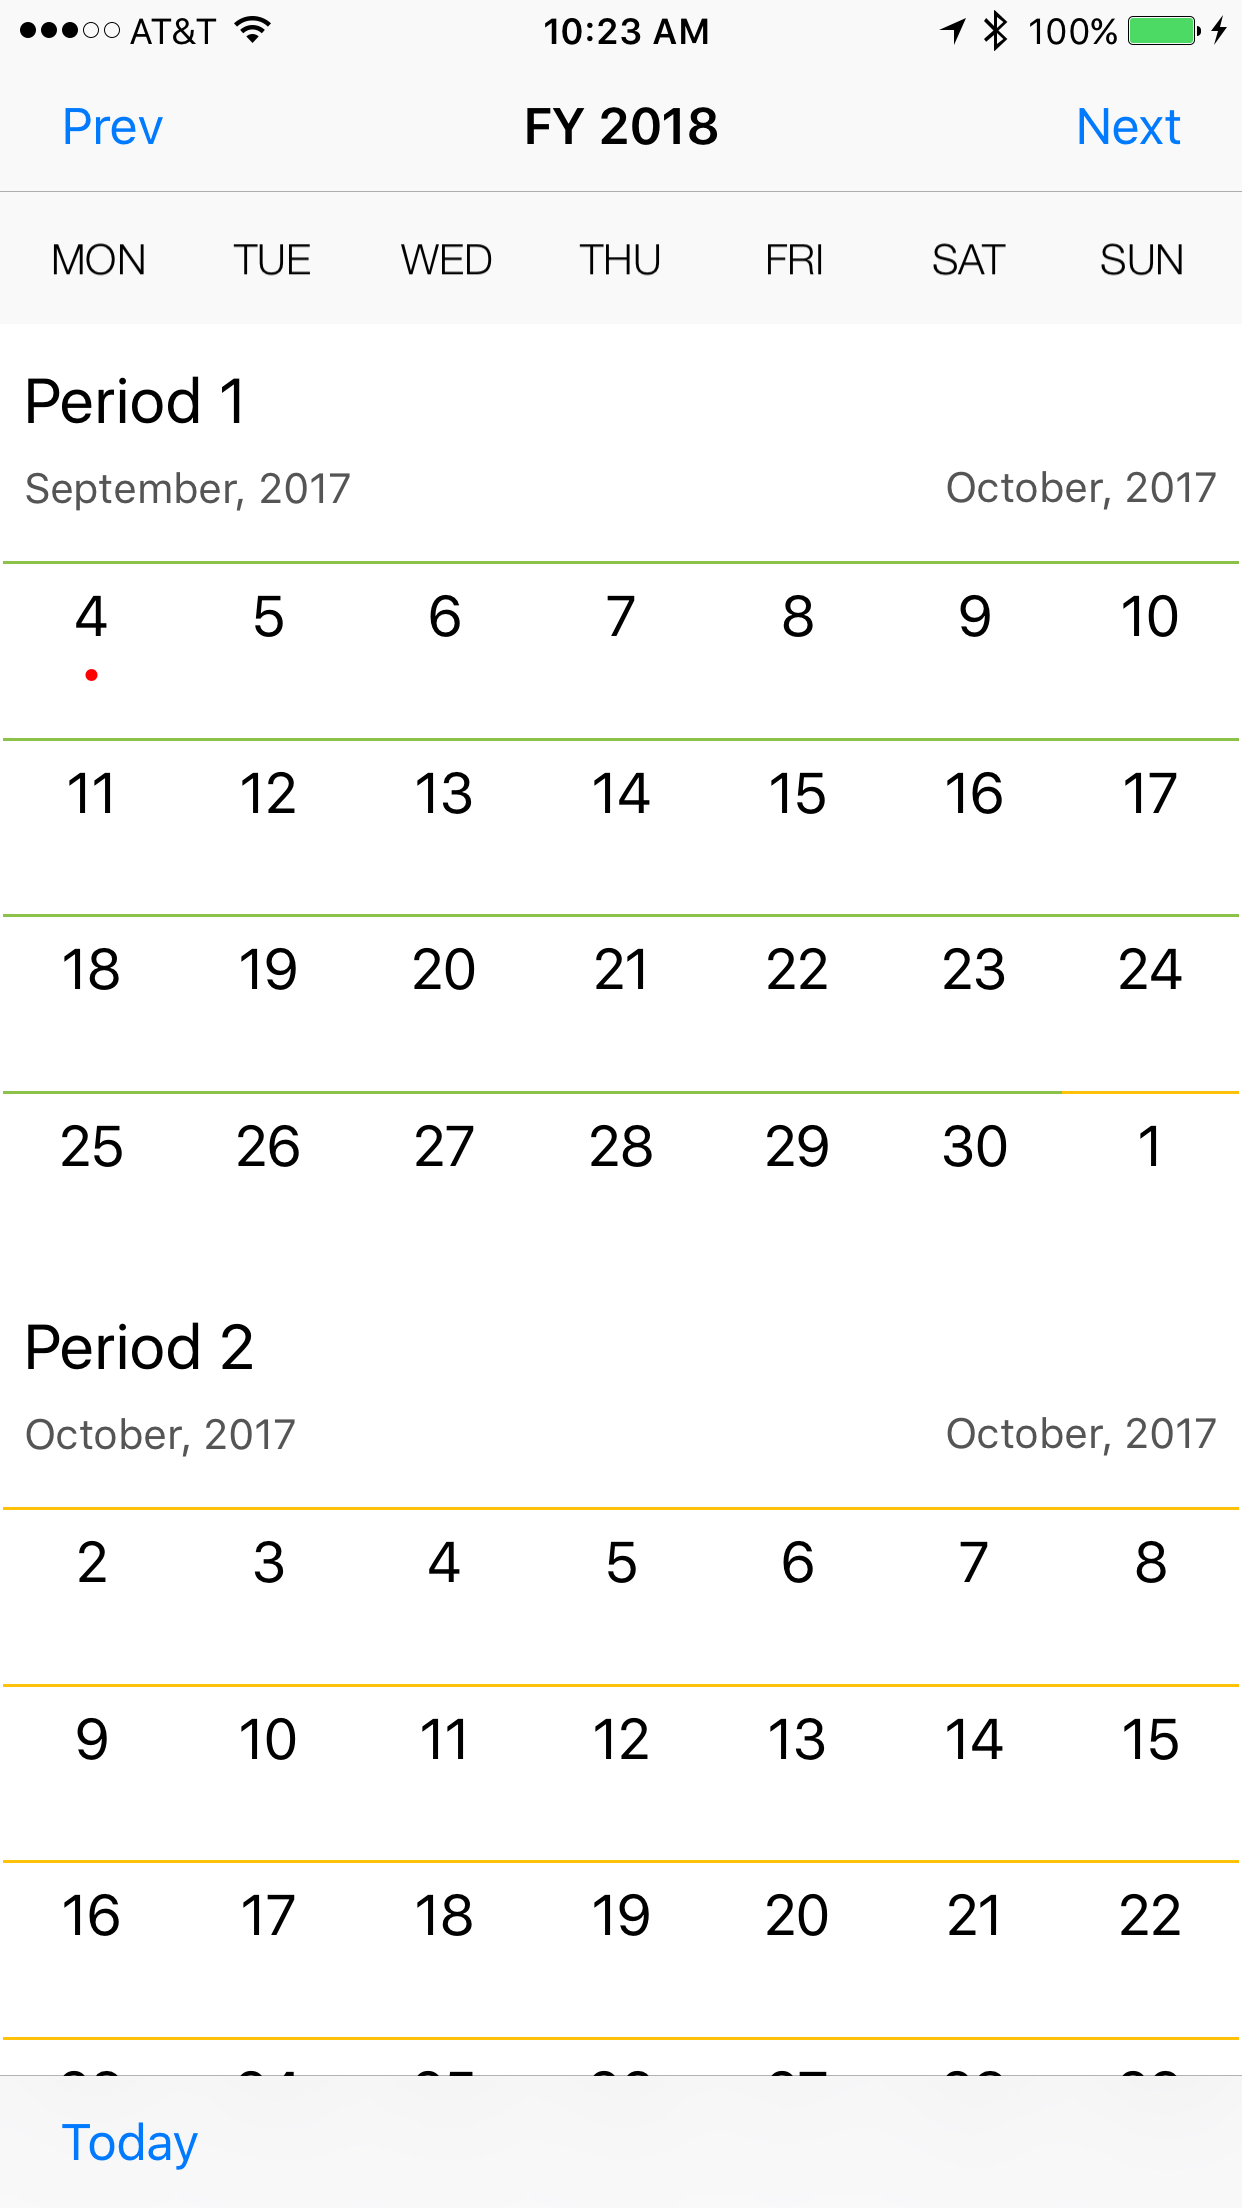 AT&T 10:23 AM 100%
Prev FY 2018 Next
MON TUE WED THU FRI SAT SUN
Period 1
September, 2017 October, 2017
4 5 6 7 8 9 10
11 12 13 14 15 16 17
18 19 20 21 22 23 24
25 26 27 28 29 30 1
Period 2
October, 2017 October, 2017
2 3 4 5 6 7 8
9 10 11 12 13 14 15
16 17 18 19 20 21 22
Today